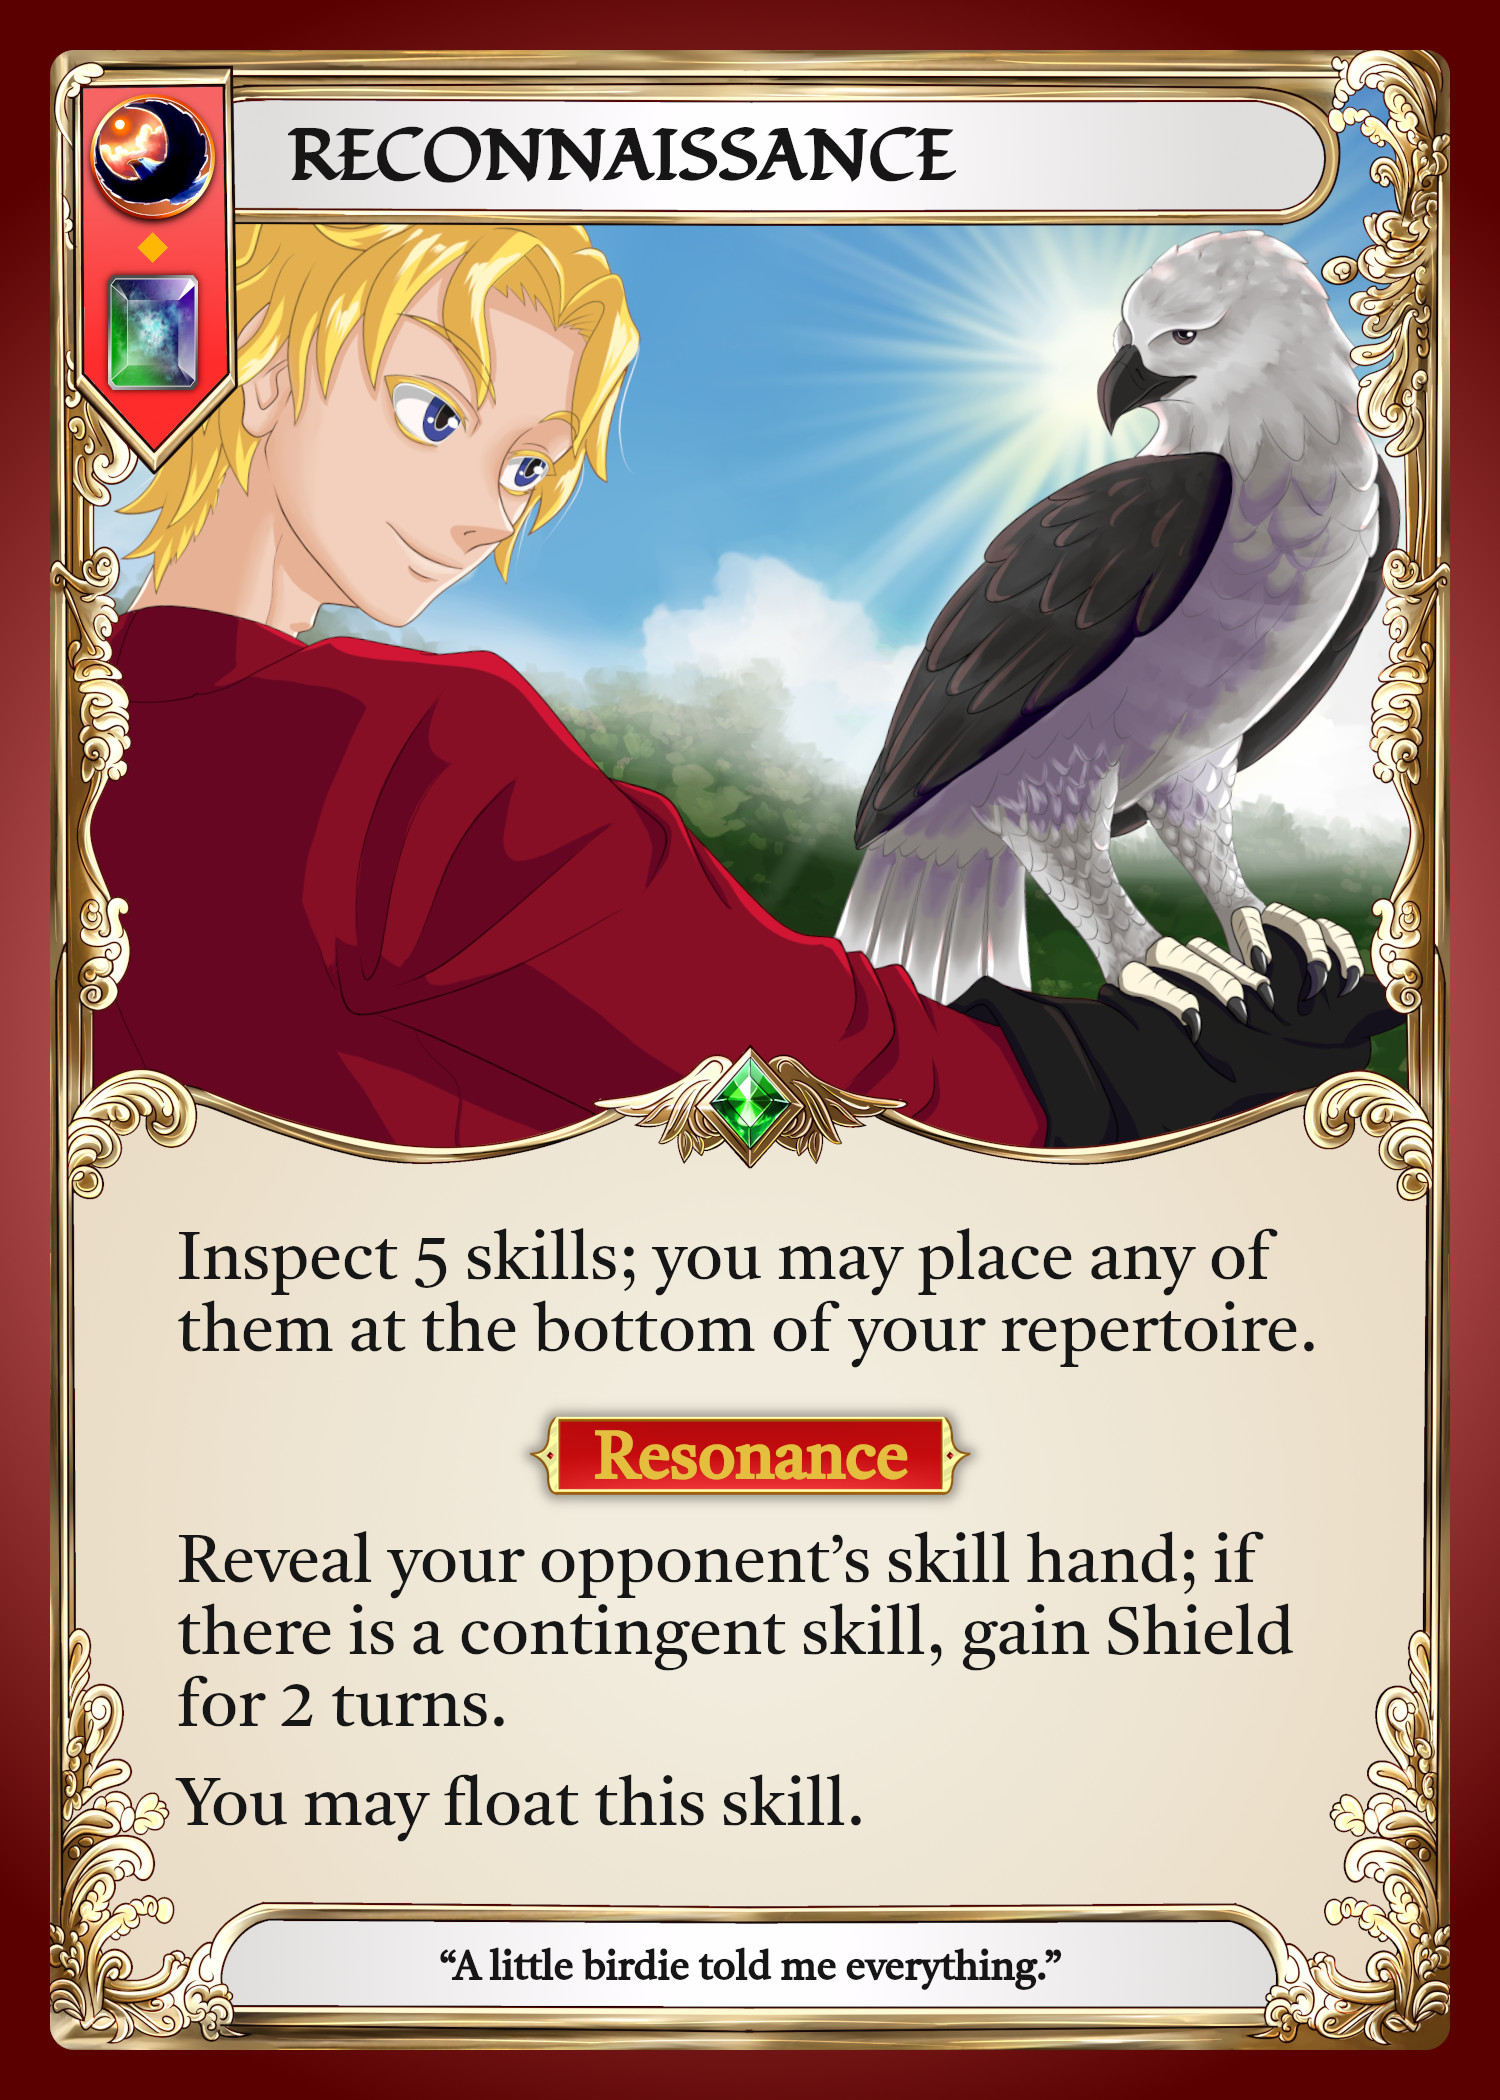 RECONNAISSANCE
Inspect 5 skills; you may place any of
them at the bottom of your repertoire.
Resonance
Reveal your opponent’s skill hand; if
there is a contingent skill, gain Shield
for 2 turns.
You may float this skill.
“A little birdie told me everything.”